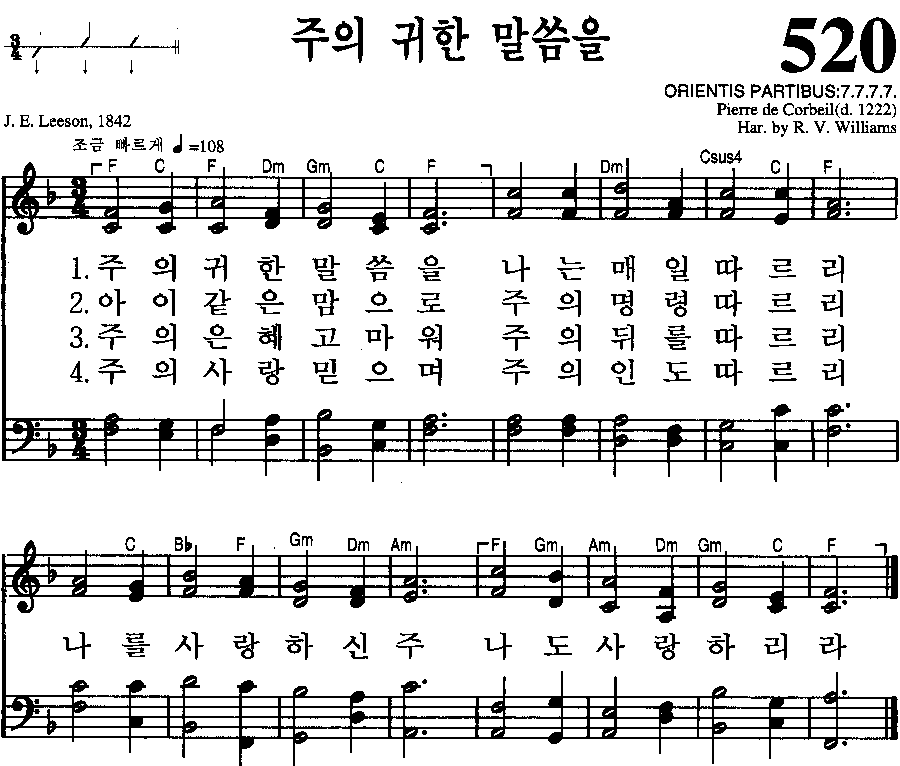 주의 귀한 말씀을
520
3/4
ORIENTIS PARTIBUS:7.7.7.7.
Pierre de Corbeil(d. 1222)
Har. by R. V. Williams
J. E. Leeson, 1842
조금 빠르게 ♩=108
F C F Dm Gm C F Dm Csus4 C F
3/4
1. 주 의 귀 한 말 씀 을 나 는 매 일 따 르 리
2. 아 이 같 은 맘 으 로 주 의 명 령 따 르 리
3. 주 의 은 혜 고 마 워 주 의 뒤 를 따 르 리
4. 주 의 사 랑 믿 으 며 주 의 인 도 따 르 리
3/4
C B♭ F Gm Dm Am F Gm Am Dm Gm C F
나 를 사 랑 하 신 주 나 도 사 랑 하 리 라